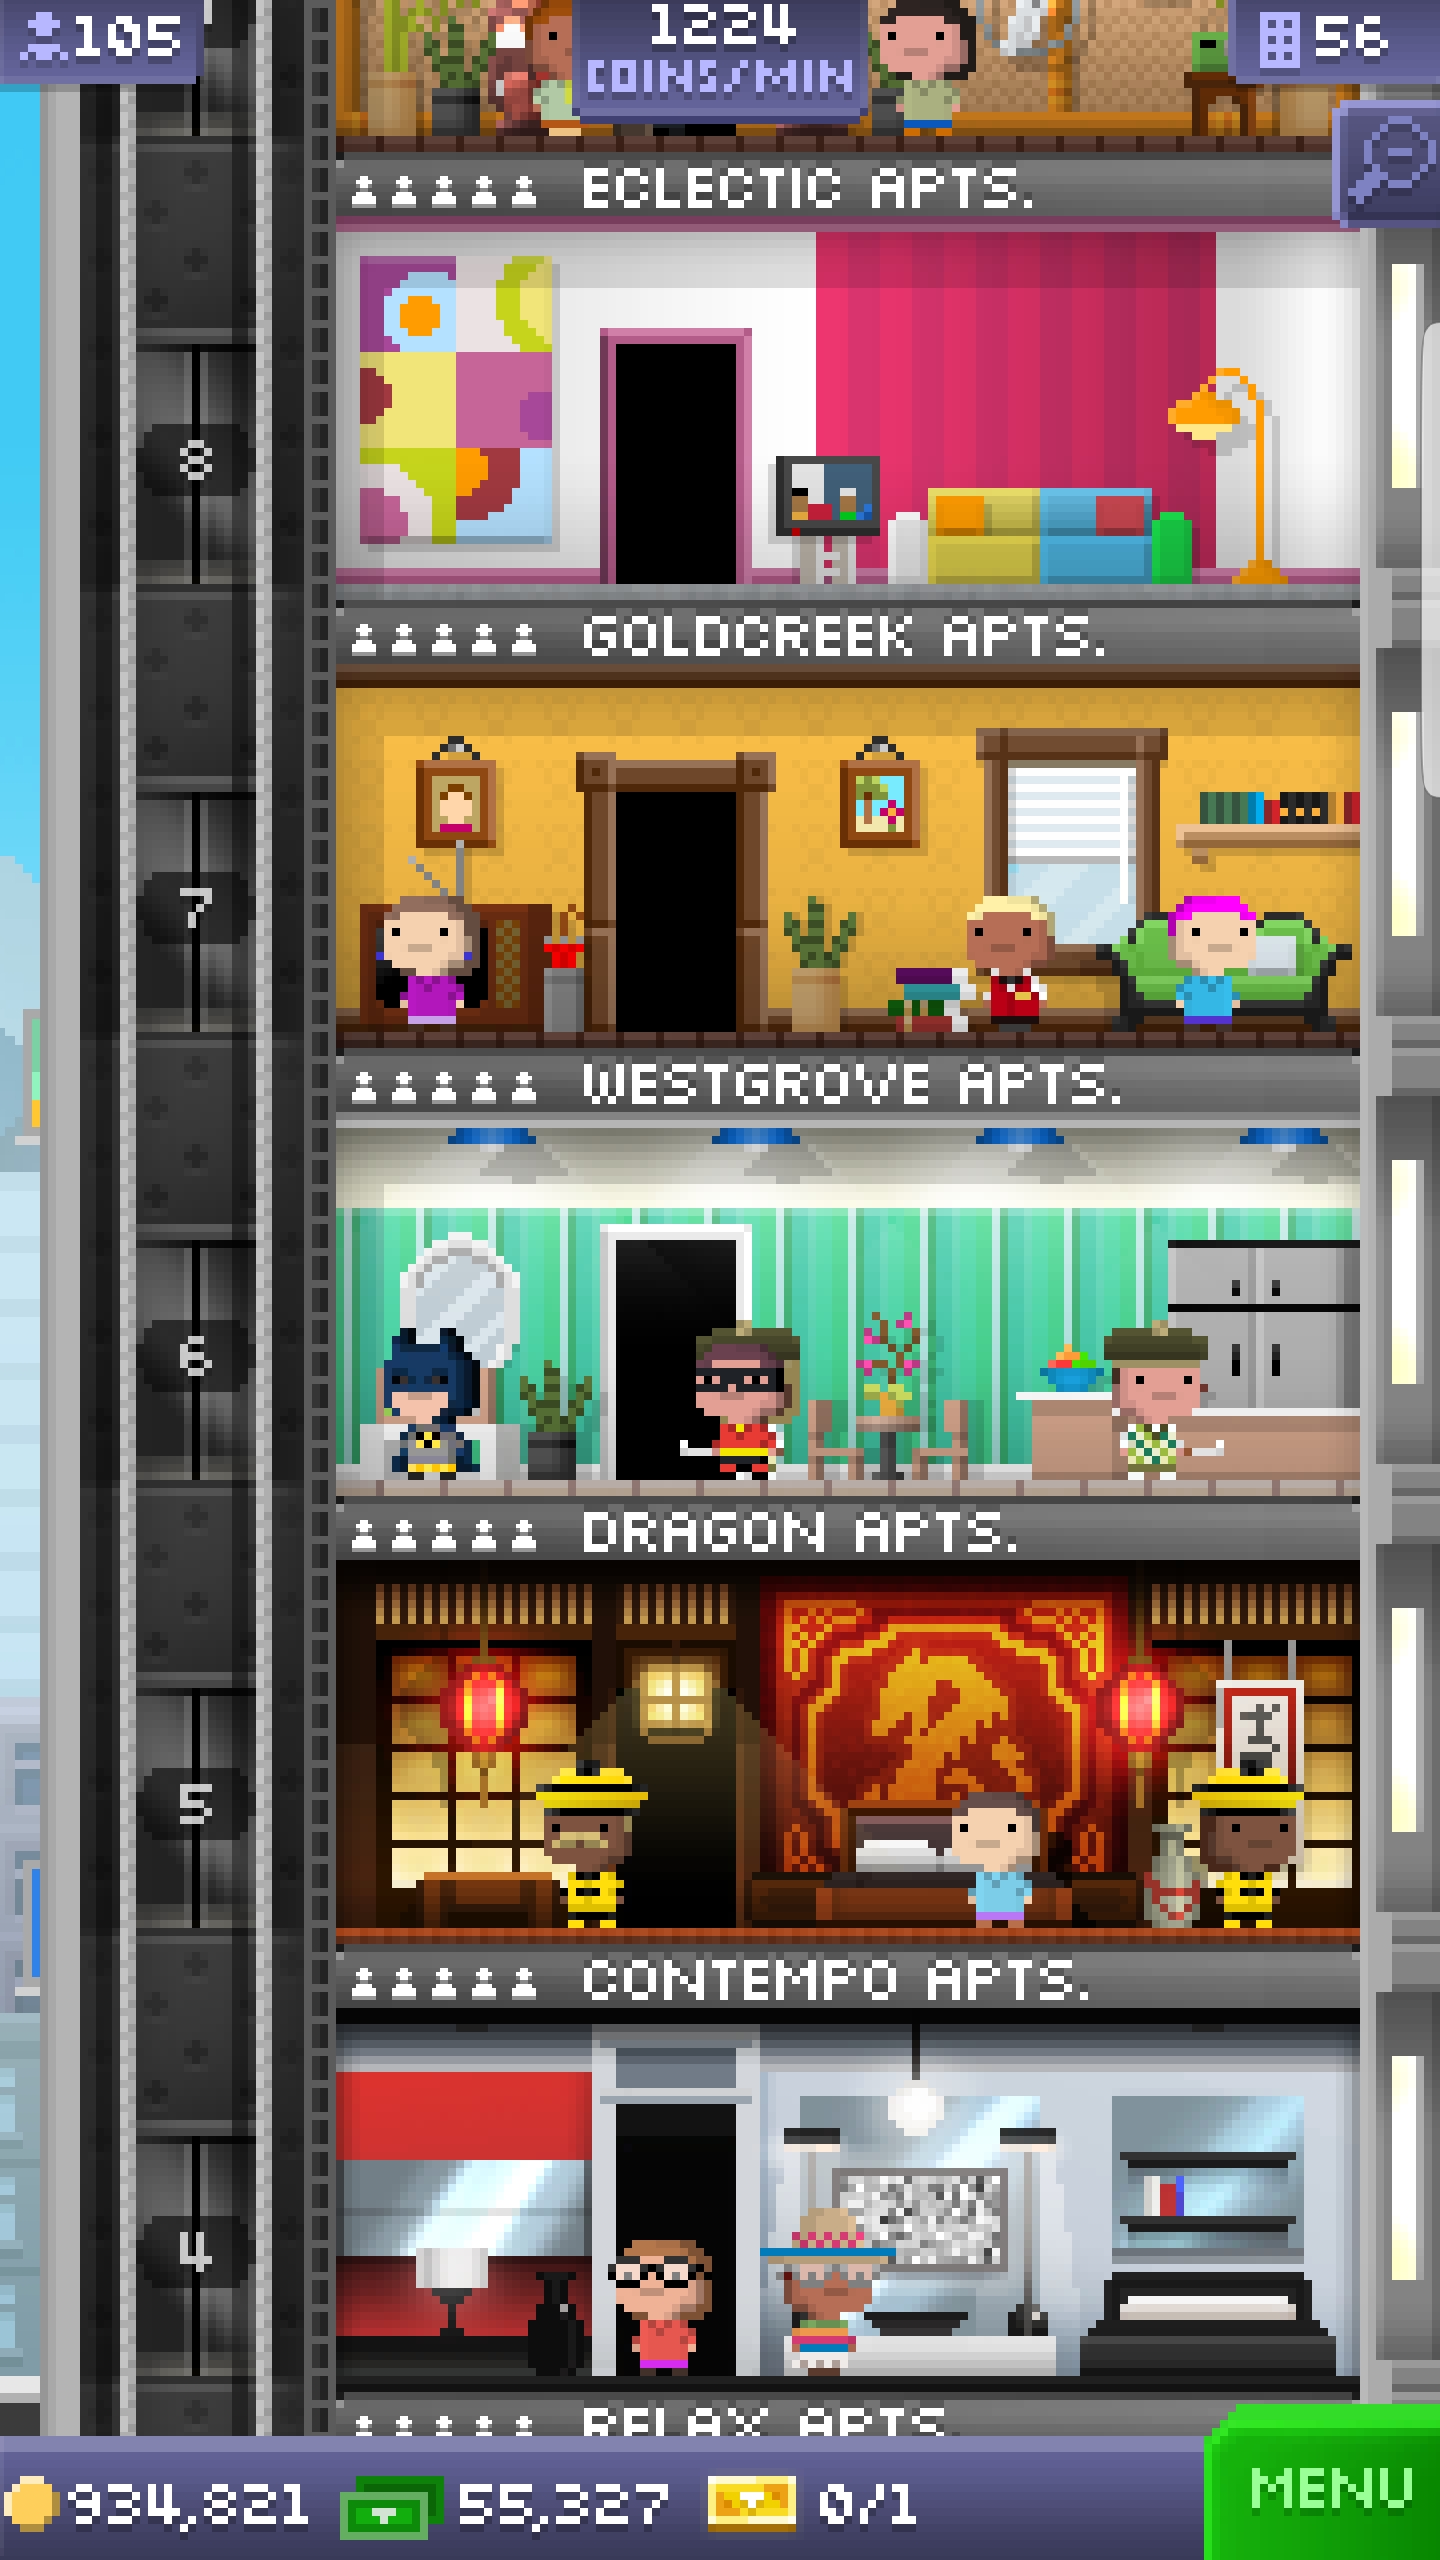 105
1224
COINS/MIN
56
ECLECTIC APTS.
8
GOLDCREEK APTS.
7
WESTGROVE APTS.
6
DRAGON APTS.
5
CONTEMPO APTS.
4
RELAX APTS.
934,821
55,327
0/1
MENU